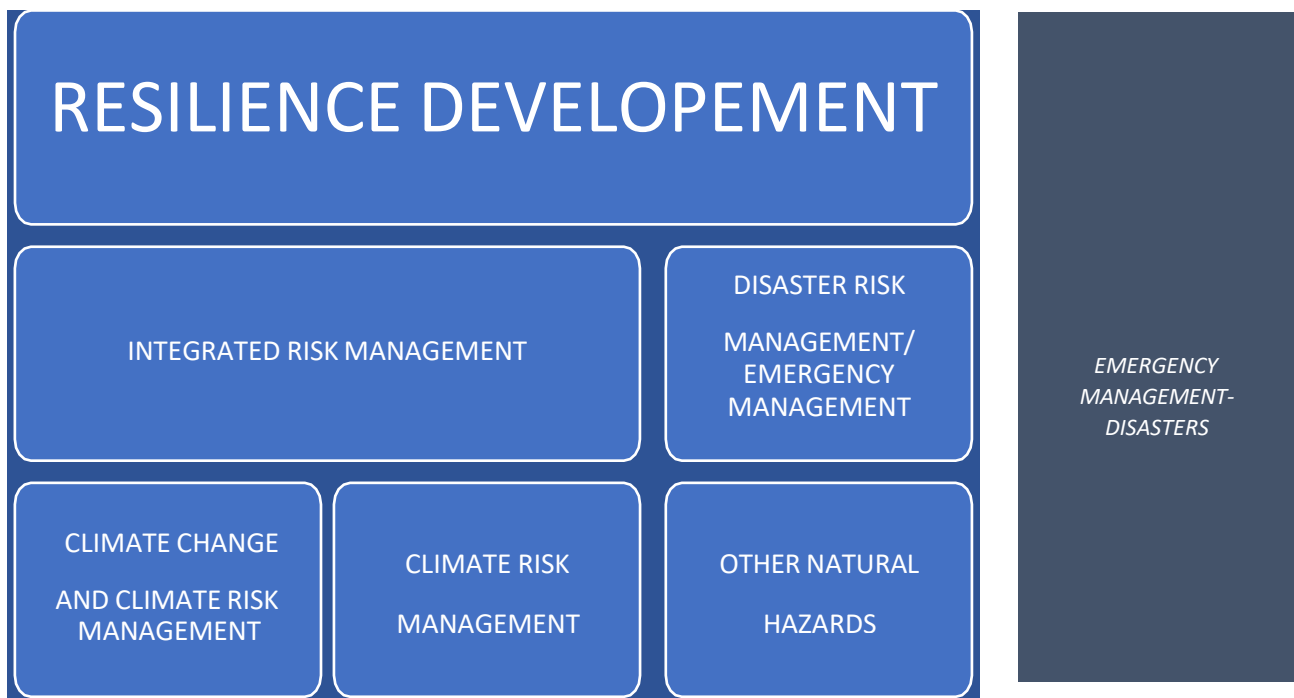 RESILIENCE DEVELOPEMENT
INTEGRATED RISK MANAGEMENT
DISASTER RISK
MANAGEMENT/
EMERGENCY
MANAGEMENT
CLIMATE CHANGE
AND CLIMATE RISK
MANAGEMENT
CLIMATE RISK
MANAGEMENT
OTHER NATURAL
HAZARDS
EMERGENCY
MANAGEMENT-
DISASTERS